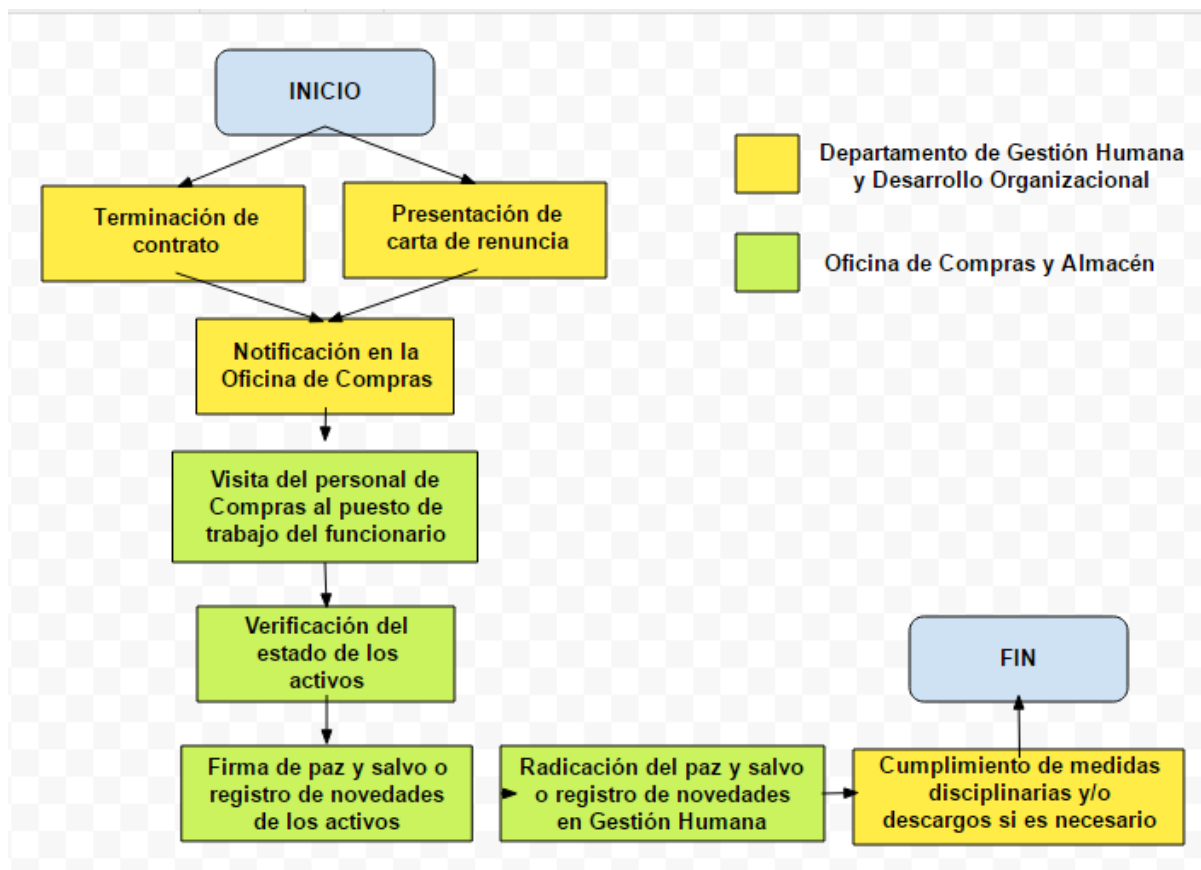 INICIO
Terminación de
contrato
Presentación de
carta de renuncia
Departamento de Gestión Humana
y Desarrollo Organizacional
Oficina de Compras y Almacén
Notificación en la
Oficina de Compras
Visita del personal de
Compras al puesto de
trabajo del funcionario
Verificación del
estado de los
activos
Firma de paz y salvo o
registro de novedades
de los activos
Radicación del paz y salvo
o registro de novedades
en Gestión Humana
Cumplimiento de medidas
disciplinarias y/o
descargos si es necesario
FIN